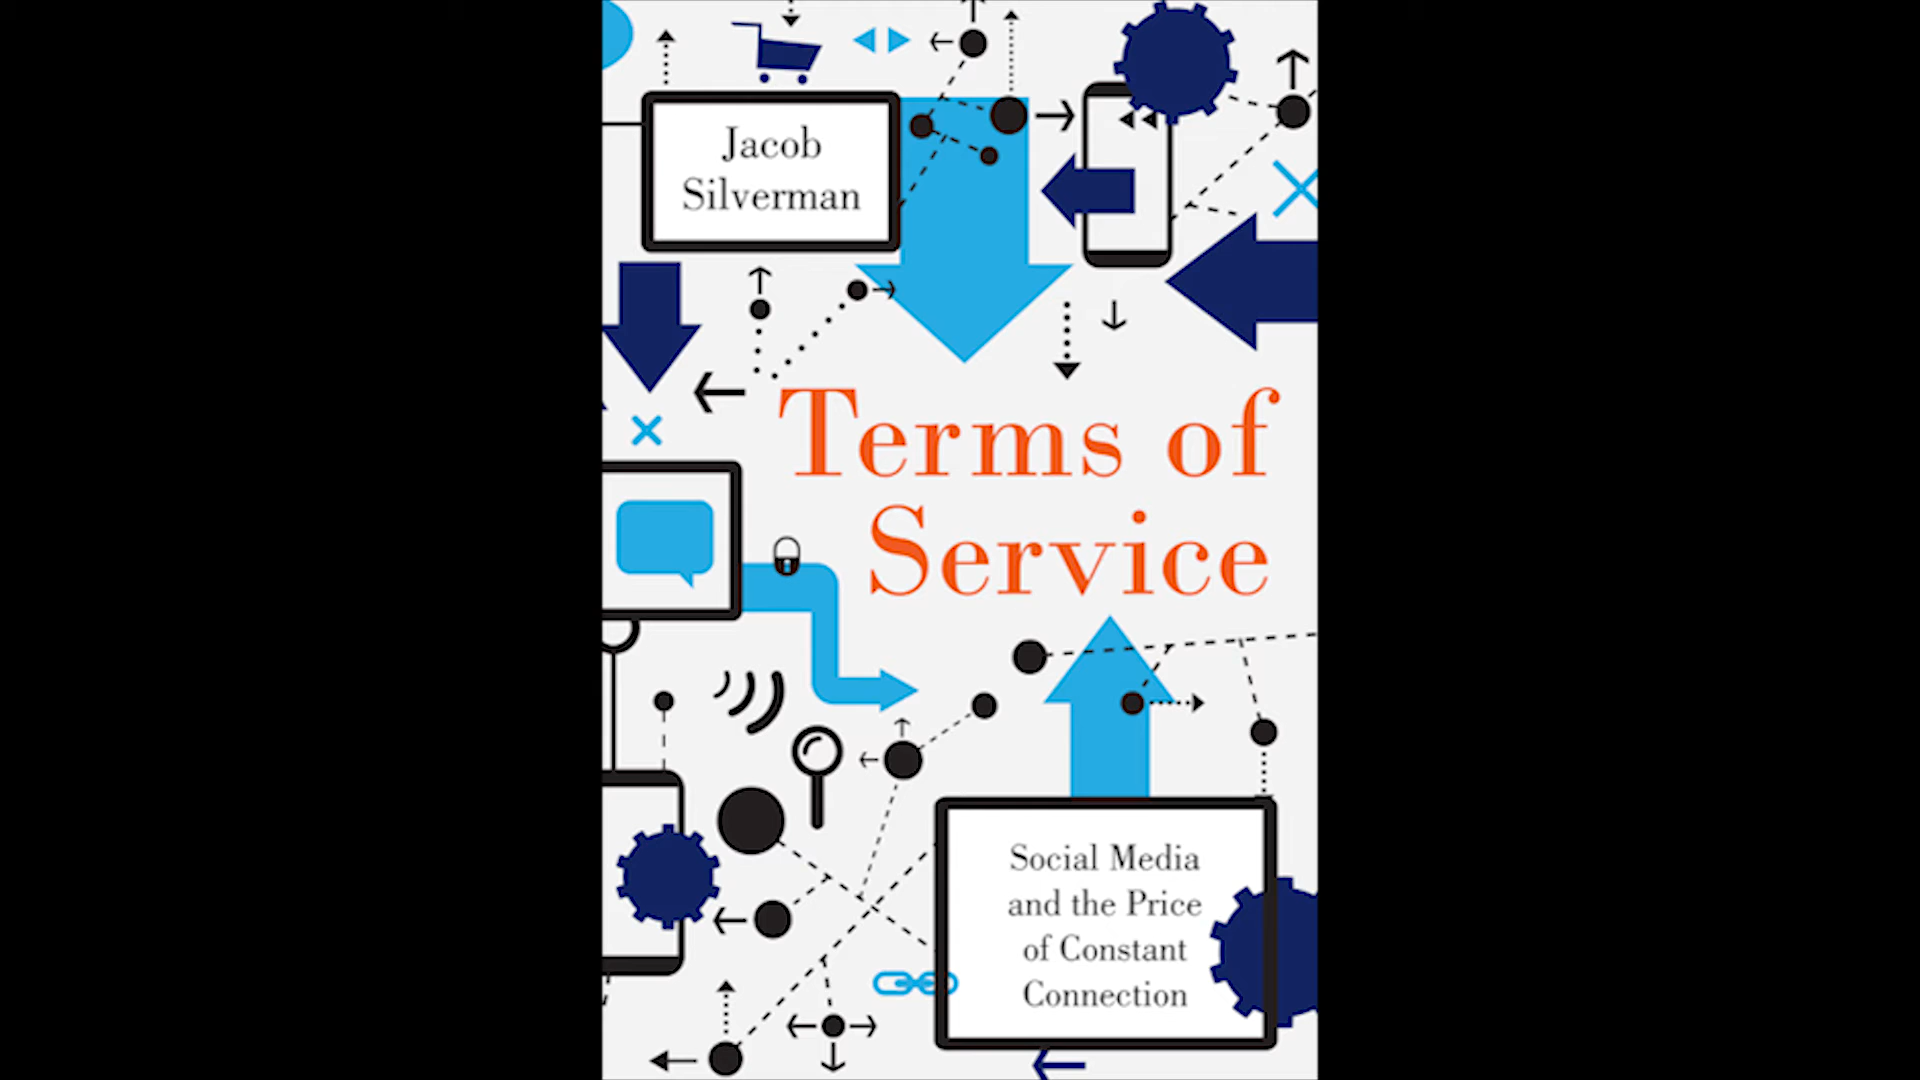 Jacob
Silverman
Terms of
Service
Social Media
and the Price
of Constant
Connection